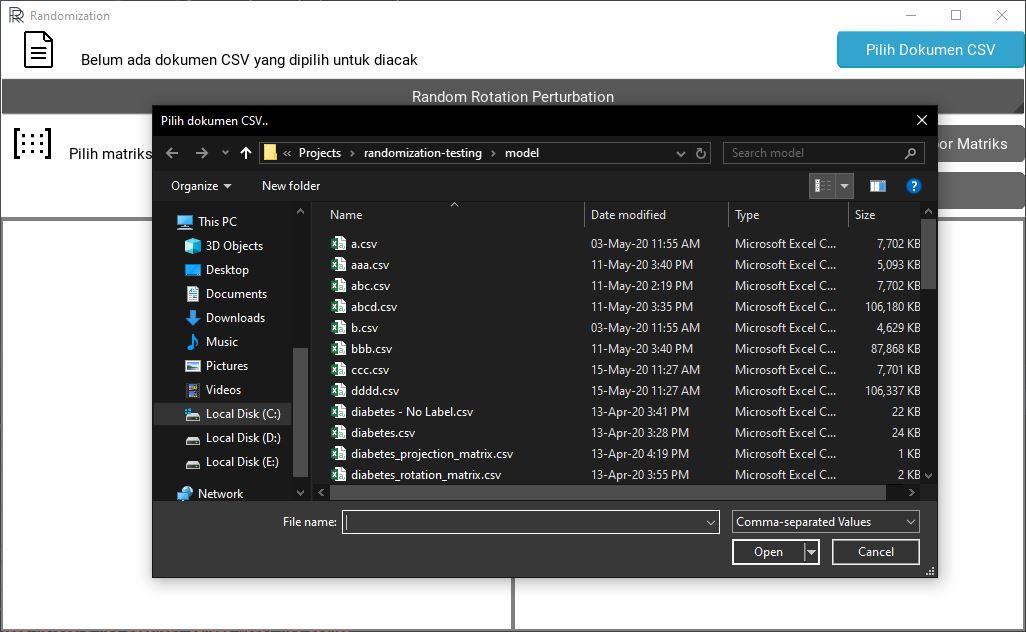 Randomization
Belum ada dokumen CSV yang dipilih untuk diacak
Pilih Dokumen CSV
Random Rotation Perturbation
Pilih matriks
por Matriks
Pilih dokumen CSV..
« Projects › randomization-testing › model
Search model
Organize
New folder
This PC
3D Objects
Desktop
Documents
Downloads
Music
Pictures
Videos
Local Disk (C:)
Local Disk (D:)
Local Disk (E:)
Network
Name Date modified Type Size
a.csv 03-May-20 11:55 AM Microsoft Excel C... 7,702 KB
aaa.csv 11-May-20 3:40 PM Microsoft Excel C... 5,093 KB
abc.csv 11-May-20 2:19 PM Microsoft Excel C... 7,702 KB
abcd.csv 11-May-20 3:35 PM Microsoft Excel C... 106,180 KB
b.csv 03-May-20 11:55 AM Microsoft Excel C... 4,629 KB
bbb.csv 11-May-20 3:40 PM Microsoft Excel C... 87,868 KB
ccc.csv 15-May-20 11:27 AM Microsoft Excel C... 7,701 KB
dddd.csv 15-May-20 11:27 AM Microsoft Excel C... 106,337 KB
diabetes - No Label.csv 13-Apr-20 3:41 PM Microsoft Excel C... 22 KB
diabetes.csv 13-Apr-20 3:28 PM Microsoft Excel C... 24 KB
diabetes_projection_matrix.csv 13-Apr-20 4:19 PM Microsoft Excel C... 1 KB
diabetes_rotation_matrix.csv 13-Apr-20 3:55 PM Microsoft Excel C... 2 KB
File name:
Comma-separated Values
Open
Cancel